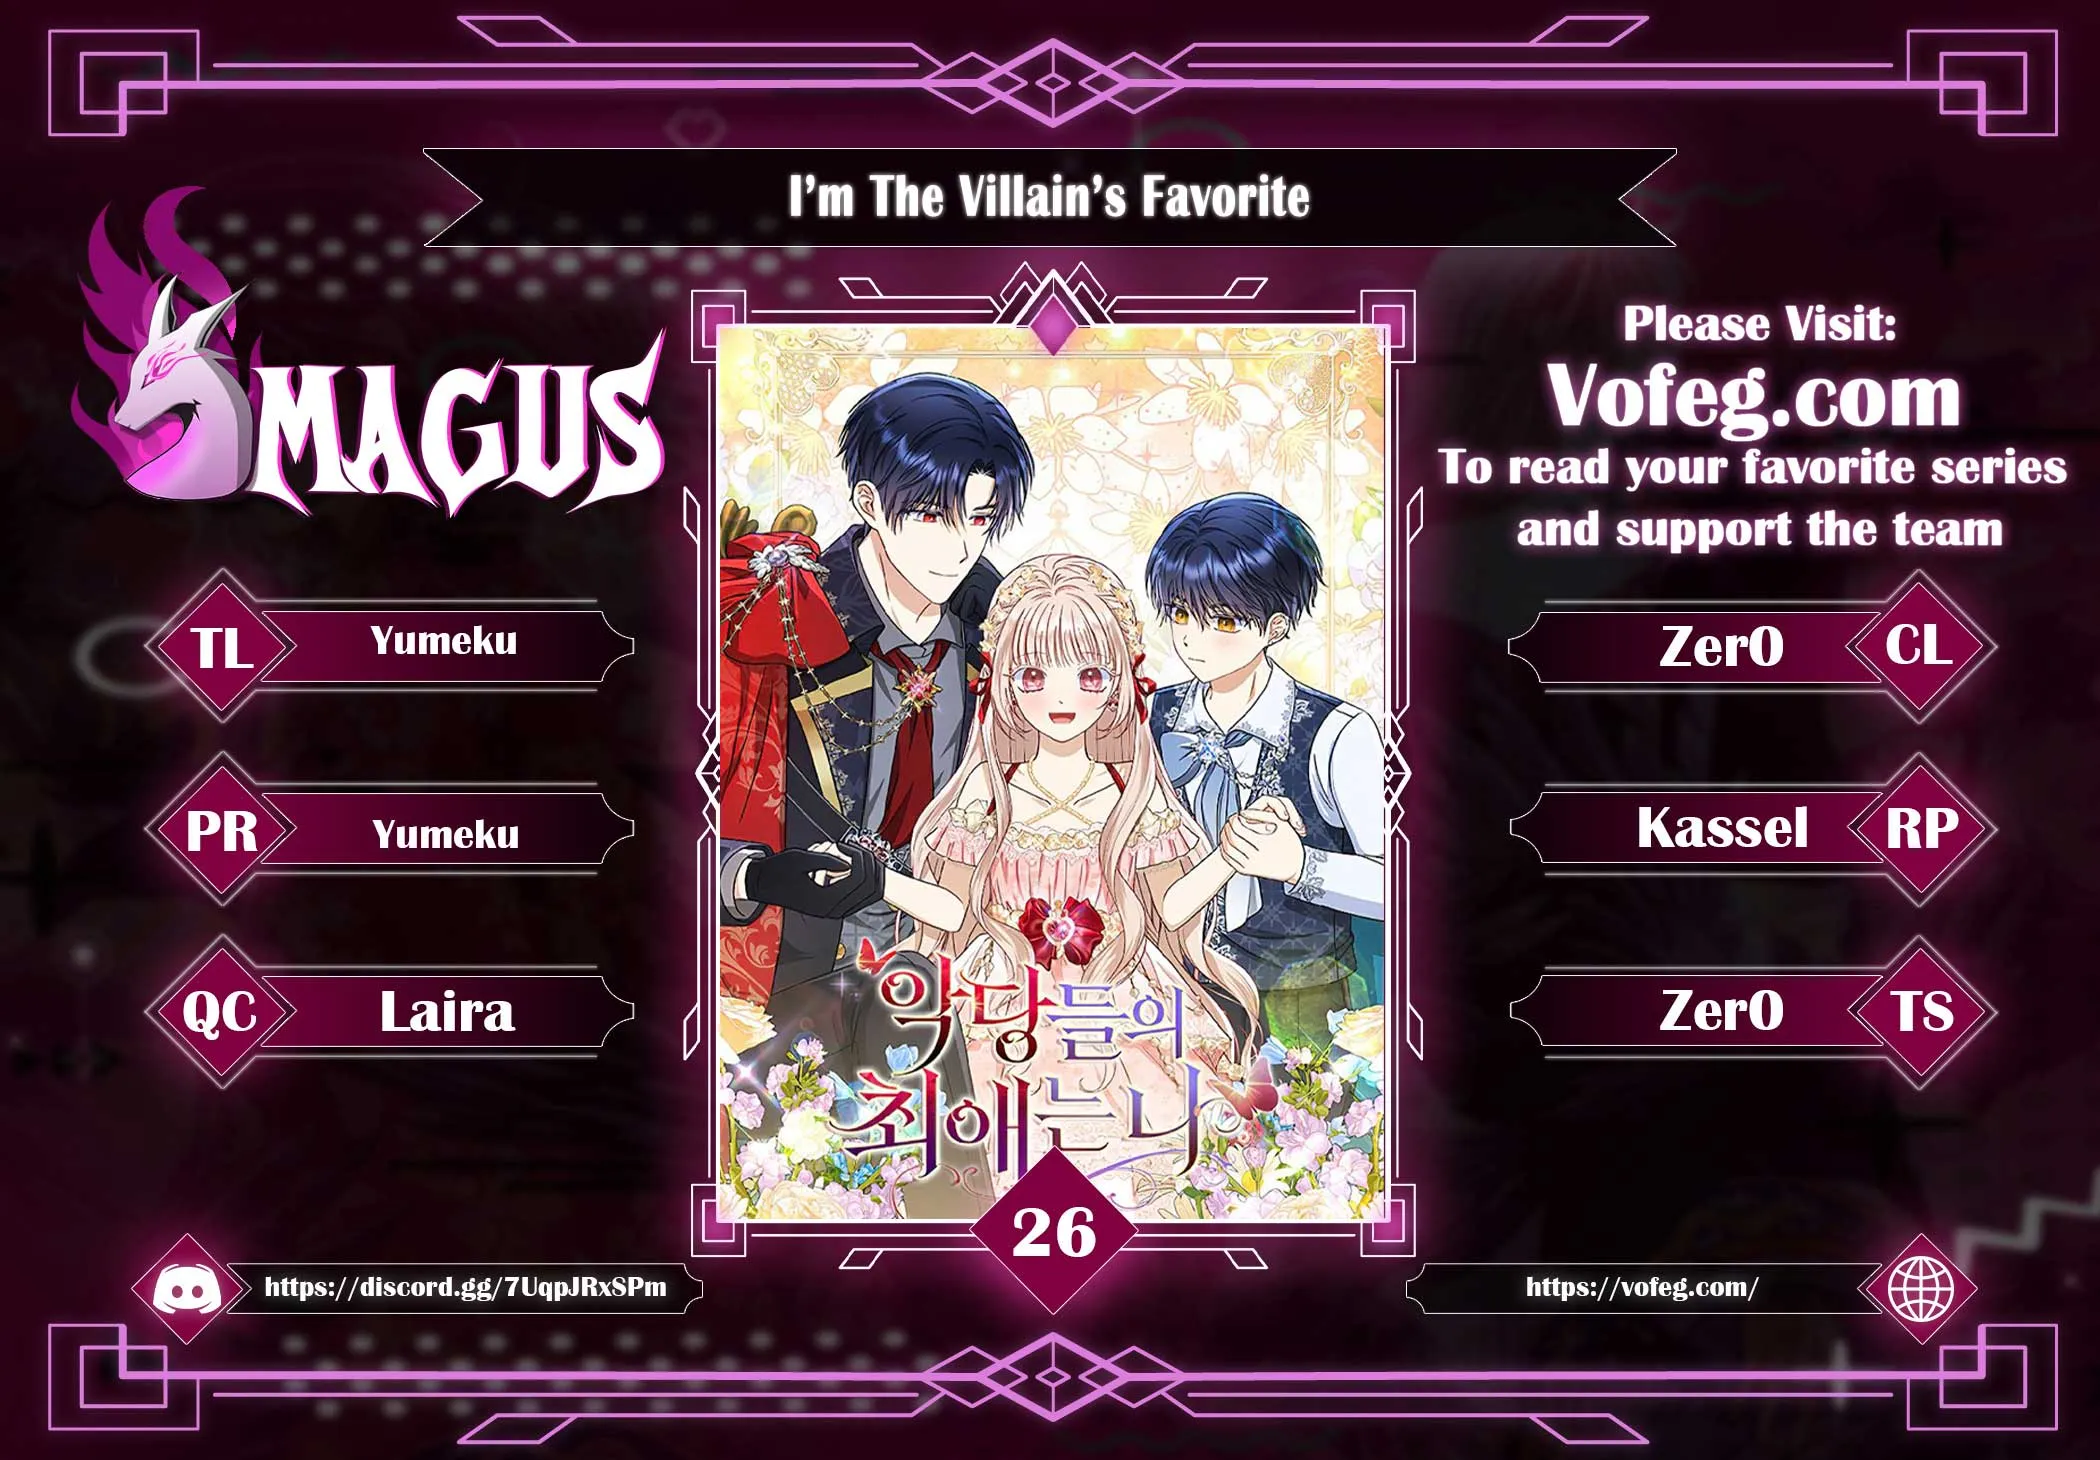 I'm The Villain's Favorite
MAGUS
Please Visit:
Vofeg.com
To read your favorite series
and support the team
TL Yumeku
PR Yumeku
QC Laira
ZerO CL
Kassel RP
ZerO TS
악당들의
최애는 나
26
https://discord.gg/7UqpJRxSPm
https://vofeg.com/